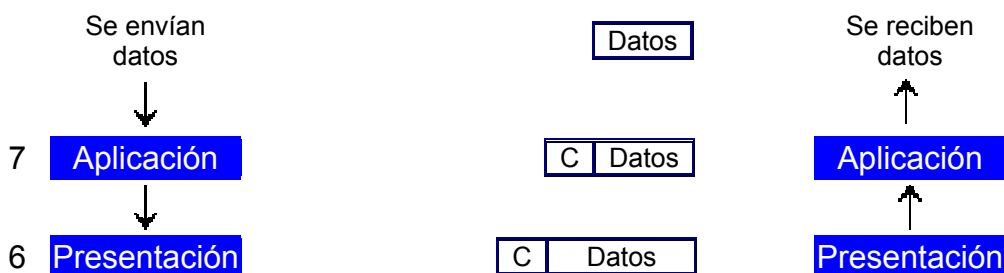 Se envían
datos
Datos
Se reciben
datos
7 Aplicación
C Datos
Aplicación
6 Presentación
C Datos
Presentación